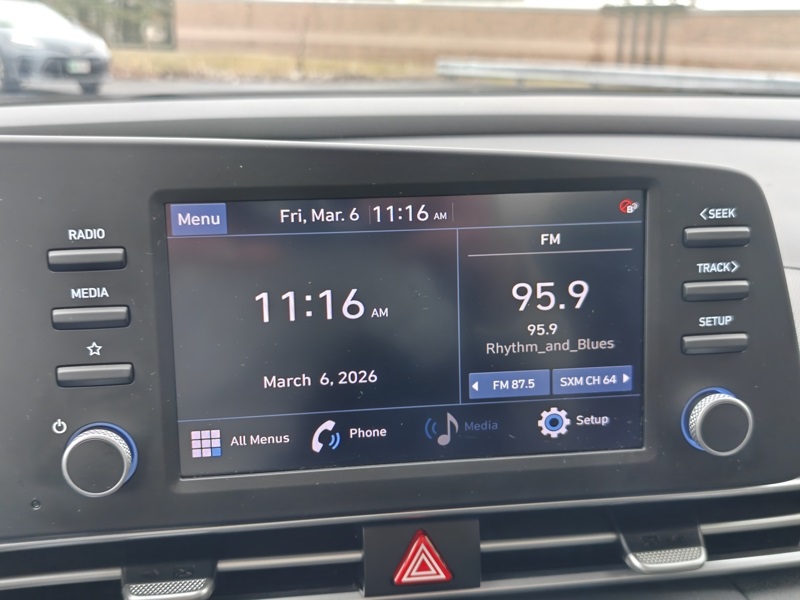 RADIO
MEDIA
Menu
Fri, Mar. 6
11:16 AM
11:16 AM
March 6, 2026
FM
95.9
95.9
Rhythm_and_Blues
FM 87.5
SXM CH 64
All Menus
Phone
Media
Setup
<SEEK
TRACK>
SETUP